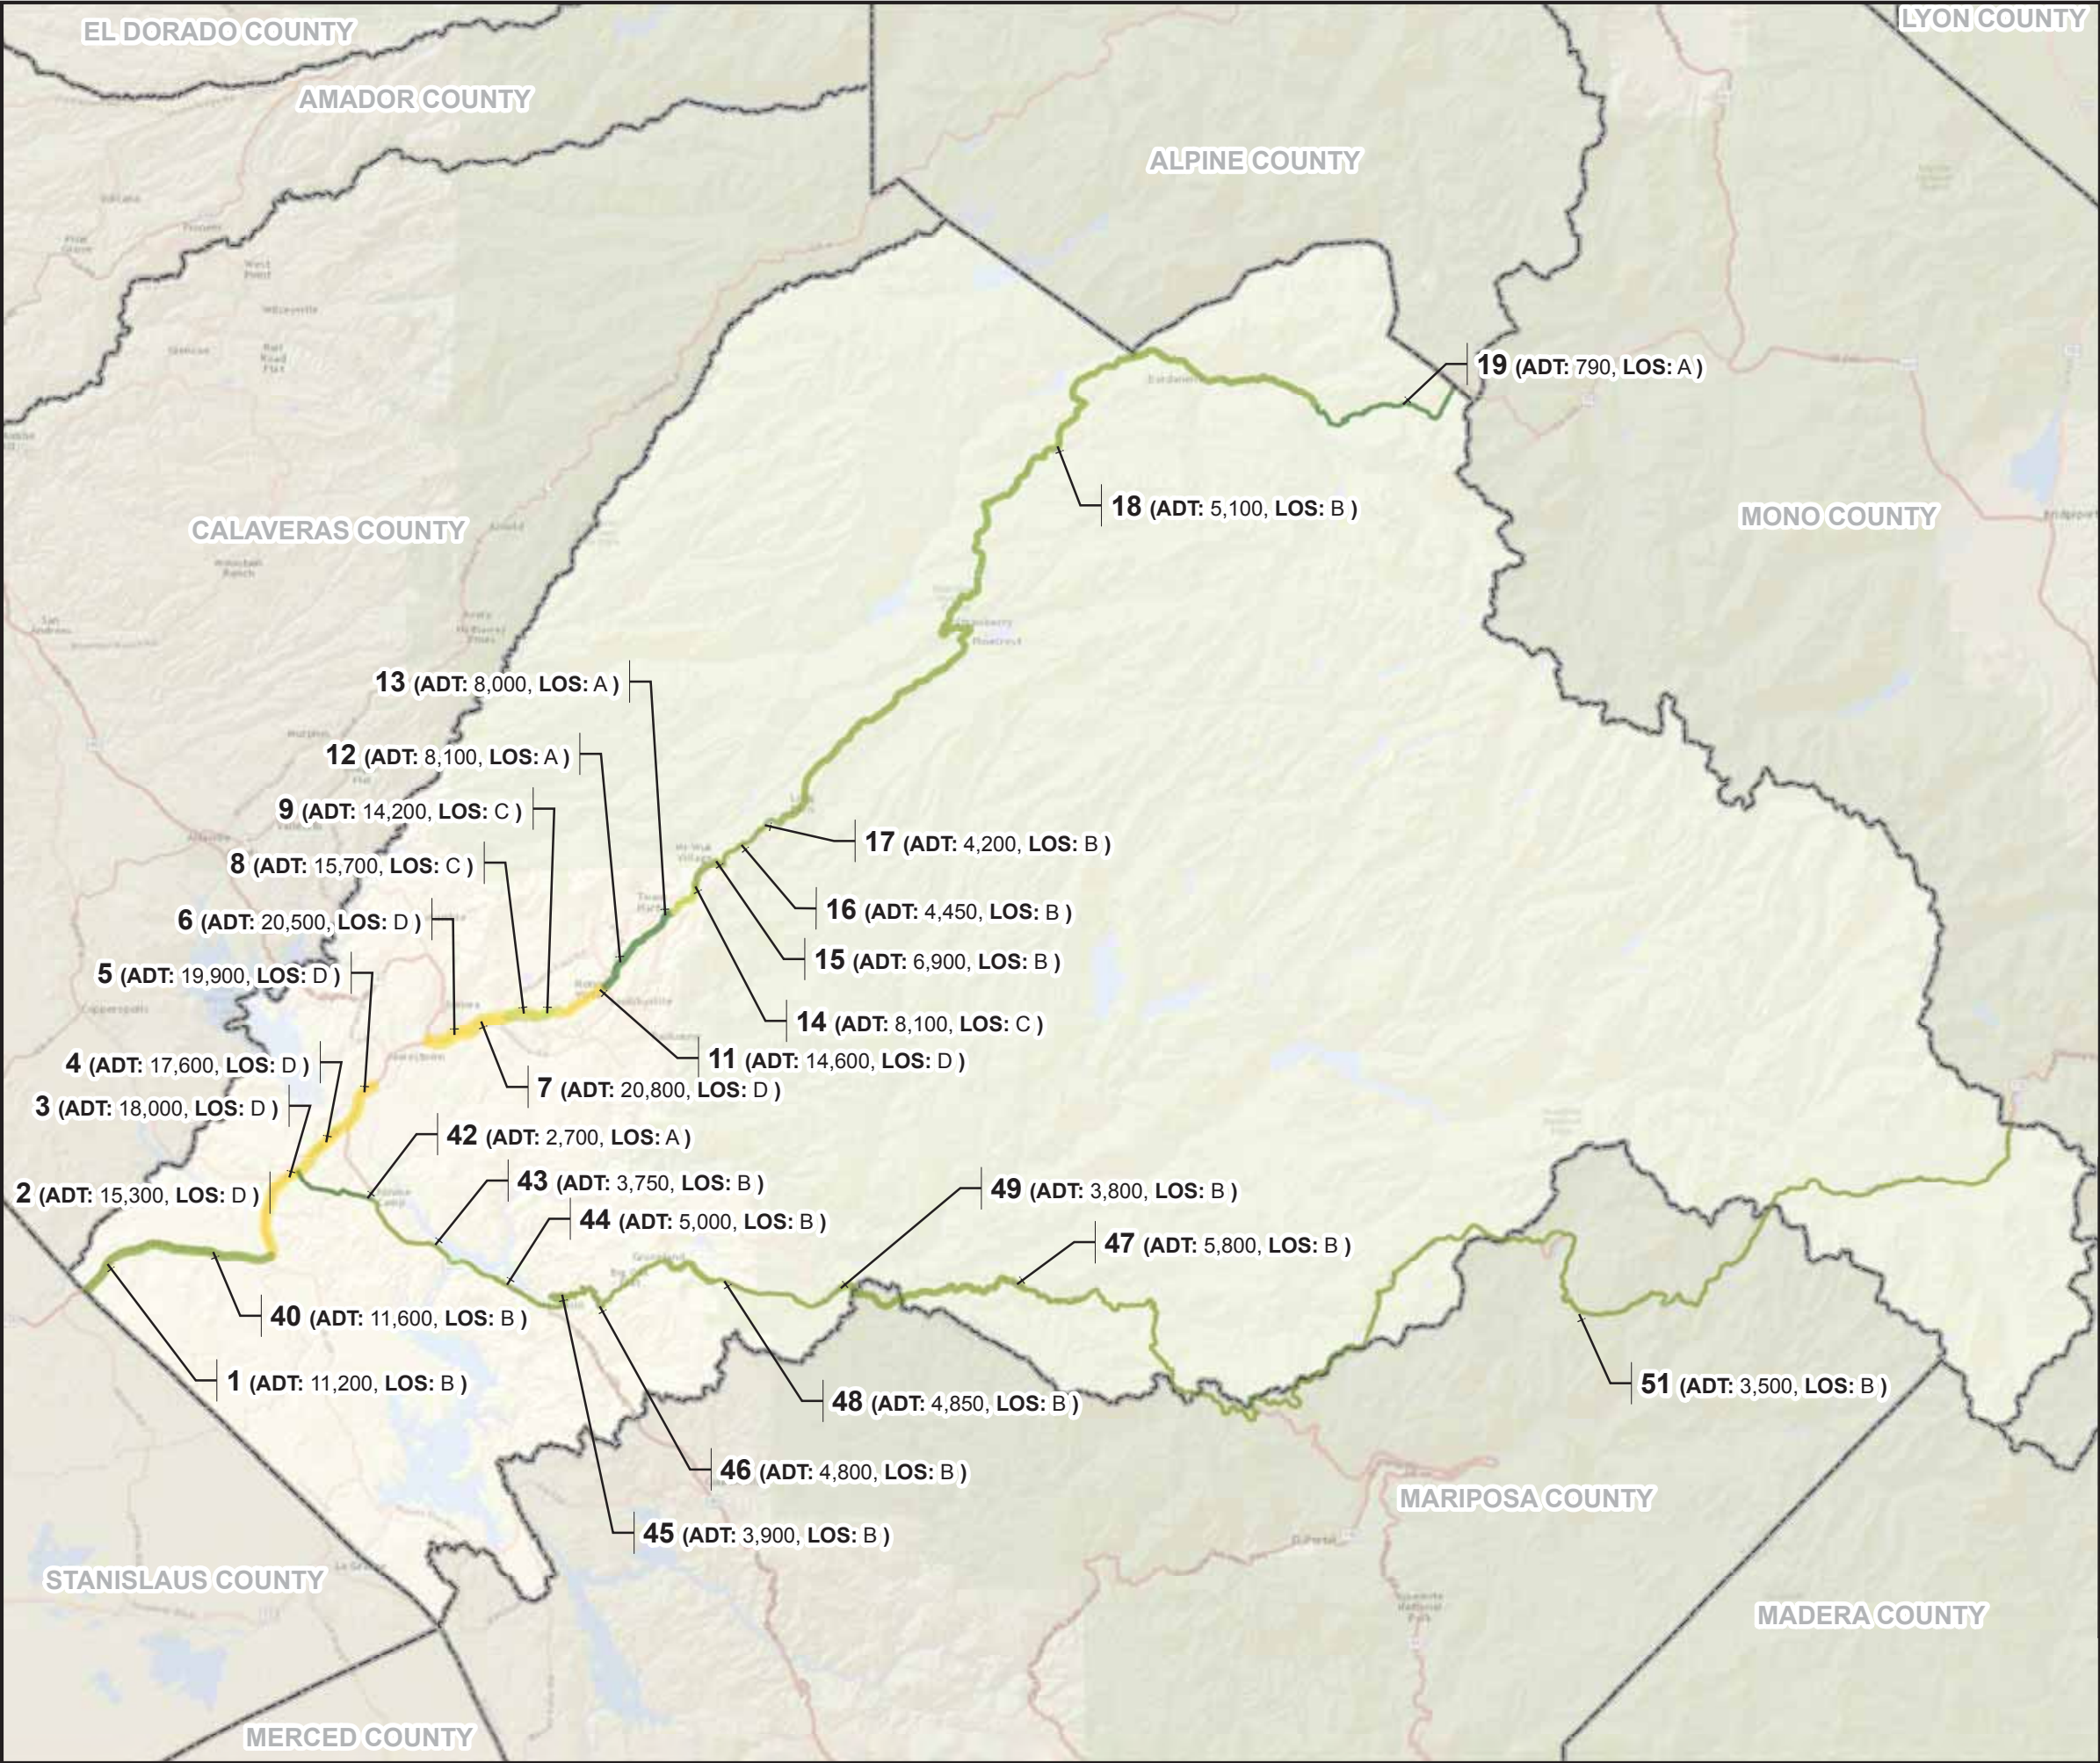 EL DORADO COUNTY
LYON COUNTY
AMADOR COUNTY
ALPINE COUNTY
19 (ADT: 790, LOS: A )
18 (ADT: 5,100, LOS: B )
MONO COUNTY
CALAVERAS COUNTY
13 (ADT: 8,000, LOS: A )
12 (ADT: 8,100, LOS: A )
9 (ADT: 14,200, LOS: C )
17 (ADT: 4,200, LOS: B )
8 (ADT: 15,700, LOS: C )
16 (ADT: 4,450, LOS: B )
6 (ADT: 20,500, LOS: D )
15 (ADT: 6,900, LOS: B )
5 (ADT: 19,900, LOS: D )
14 (ADT: 8,100, LOS: C )
11 (ADT: 14,600, LOS: D )
4 (ADT: 17,600, LOS: D )
7 (ADT: 20,800, LOS: D )
3 (ADT: 18,000, LOS: D )
42 (ADT: 2,700, LOS: A )
43 (ADT: 3,750, LOS: B )
49 (ADT: 3,800, LOS: B )
2 (ADT: 15,300, LOS: D )
44 (ADT: 5,000, LOS: B )
47 (ADT: 5,800, LOS: B )
40 (ADT: 11,600, LOS: B )
1 (ADT: 11,200, LOS: B )
51 (ADT: 3,500, LOS: B )
48 (ADT: 4,850, LOS: B )
46 (ADT: 4,800, LOS: B )
MARIPOSA COUNTY
45 (ADT: 3,900, LOS: B )
STANISLAUS COUNTY
MADERA COUNTY
MERCED COUNTY